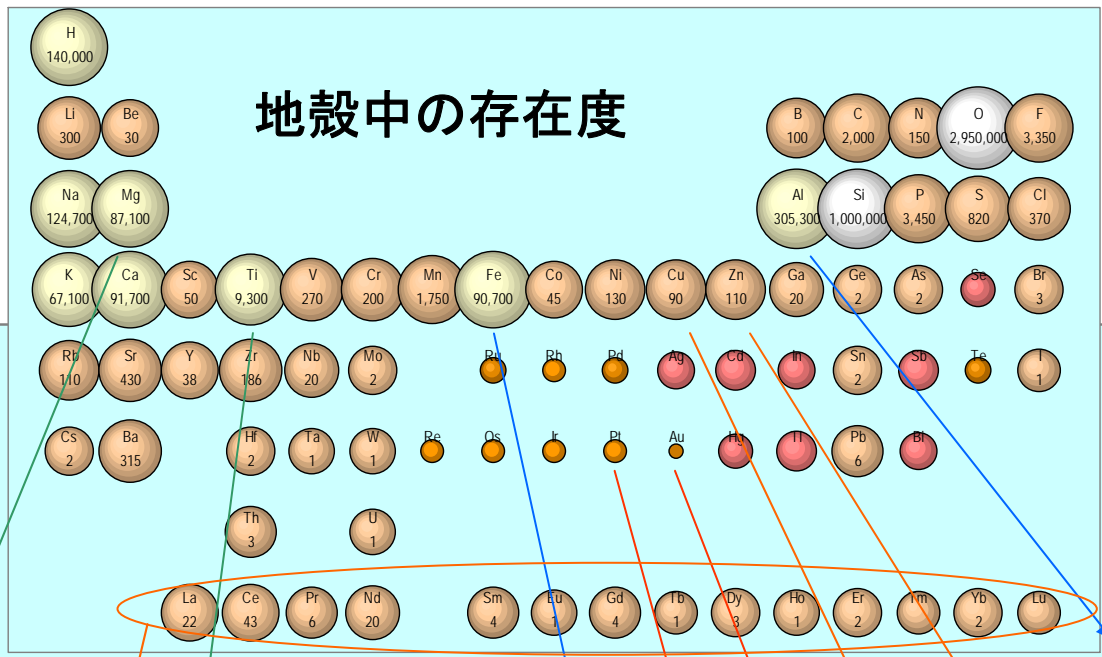 H
140,000
地殻中の存在度
Li Be B C N O F
300 30 100 2,000 150 2,950,000 3,350
Na Mg Al Si P S Cl
124,700 87,100 305,300 1,000,000 3,450 820 370
K Ca Sc Ti V Cr Mn Fe Co Ni Cu Zn Ga Ge As Se Br
67,100 91,700 50 9,300 270 200 1,750 90,700 45 130 90 110 20 2 2 3
Rb Sr Y Zr Nb Mo Ru Rh Pd Ag Cd In Sn Sb Te I
110 430 38 186 20 2 2 1
Cs Ba Hf Ta W Re Os Ir Pt Au Hg Tl Pb Bi
2 315 2 1 1 6
Th U
3 1
La Ce Pr Nd Sm Eu Gd Tb Dy Ho Er Tm Yb Lu
22 43 6 20 4 1 4 1 3 1 2 2